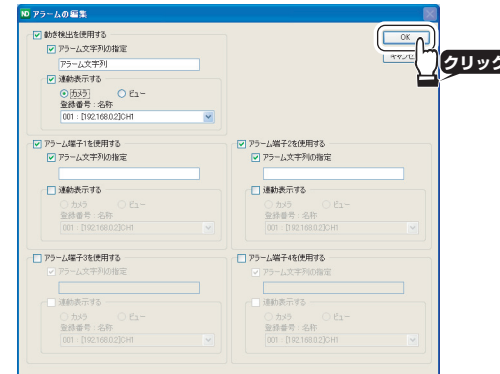 アラームの編集
動き検出を使用する
アラーム文字列の指定
アラーム文字列
連動表示する
カメラ ビュー
登録番号：名称
001：[192.168.0.2]CH1
OK
クリック
アラーム端子1を使用する
アラーム文字列の指定
連動表示する
カメラ ビュー
登録番号：名称
001：[192.168.0.2]CH1
アラーム端子2を使用する
アラーム文字列の指定
連動表示する
カメラ ビュー
登録番号：名称
001：[192.168.0.2]CH1
アラーム端子3を使用する
アラーム文字列の指定
連動表示する
カメラ ビュー
登録番号：名称
001：[192.168.0.2]CH1
アラーム端子4を使用する
アラーム文字列の指定
連動表示する
カメラ ビュー
登録番号：名称
001：[192.168.0.2]CH1